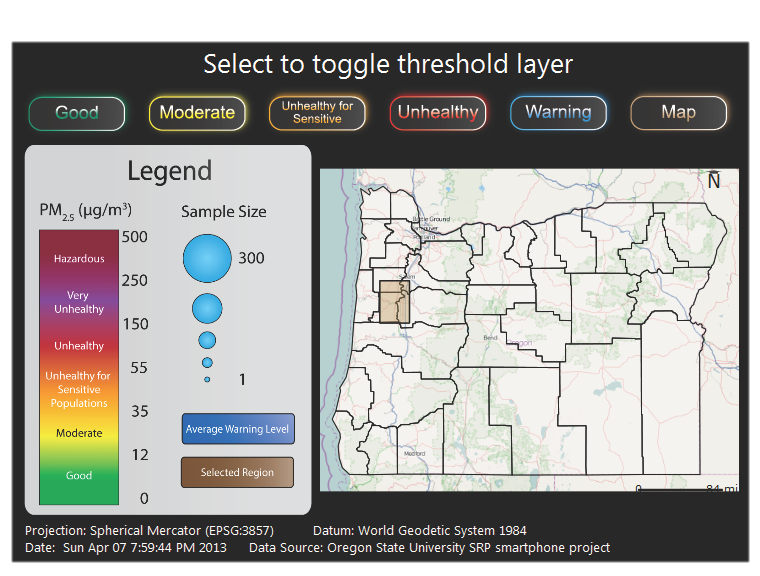 Select to toggle threshold layer
Good
Moderate
Unhealthy for
Sensitive
Unhealthy
Warning
Map
Legend
PM2.5 (µg/m³)
Sample Size
500
Hazardous
250
Very
Unhealthy
150
Unhealthy
55
Unhealthy for
Sensitive
Populations
35
Moderate
12
Good
0
300
1
Average Warning Level
Selected Region
N
Battle Ground
Salem
Bend
Oregon
Medford
0 84 mi
Projection: Spherical Mercator (EPSG:3857) Datum: World Geodetic System 1984
Date: Sun Apr 07 7:59:44 PM 2013 Data Source: Oregon State University SRP smartphone project